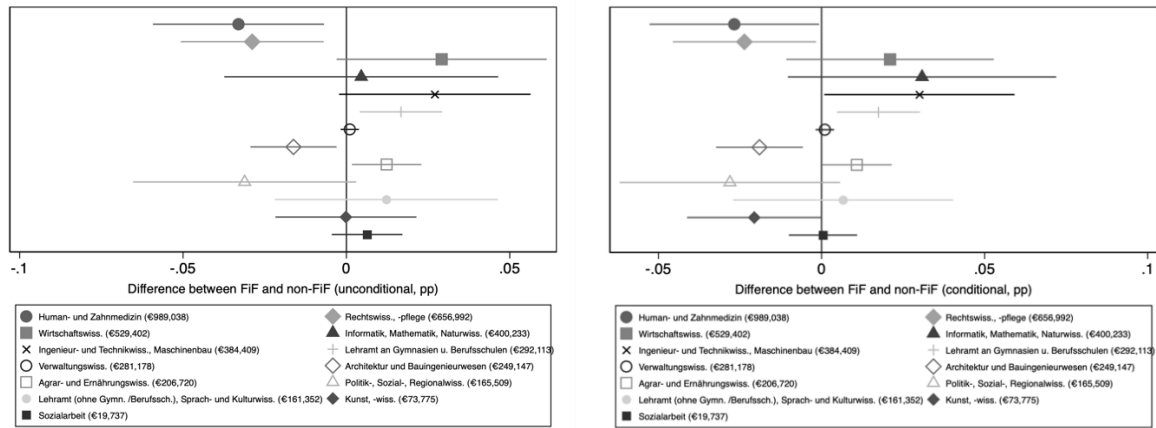 -.1
-.05
0
.05
Difference between FiF and non-FiF (unconditional, pp)
Human- und Zahnmedizin (€989,038)
Rechtswiss., -pflege (€656,992)
Wirtschaftswiss. (€529,402)
Informatik, Mathematik, Naturwiss. (€400,233)
Ingenieur- und Technikwiss., Maschinenbau (€384,409)
Lehramt an Gymnasien u. Berufsschulen (€292,113)
Verwaltungswiss. (€281,178)
Architektur und Bauingenieurwesen (€249,147)
Agrar- und Ernährungswiss. (€206,720)
Politik-, Sozial-, Regionalwiss. (€165,509)
Lehramt (ohne Gymn. /Berufssch.), Sprach- und Kulturwiss. (€161,352)
Kunst, -wiss. (€73,775)
Sozialarbeit (€19,737)
-.05
0
.05
.1
Difference between FiF and non-FiF (conditional, pp)
Human- und Zahnmedizin (€989,038)
Rechtswiss., -pflege (€656,992)
Wirtschaftswiss. (€529,402)
Informatik, Mathematik, Naturwiss. (€400,233)
Ingenieur- und Technikwiss., Maschinenbau (€384,409)
Lehramt an Gymnasien u. Berufsschulen (€292,113)
Verwaltungswiss. (€281,178)
Architektur und Bauingenieurwesen (€249,147)
Agrar- und Ernährungswiss. (€206,720)
Politik-, Sozial-, Regionalwiss. (€165,509)
Lehramt (ohne Gymn. /Berufssch.), Sprach- und Kulturwiss. (€161,352)
Kunst, -wiss. (€73,775)
Sozialarbeit (€19,737)